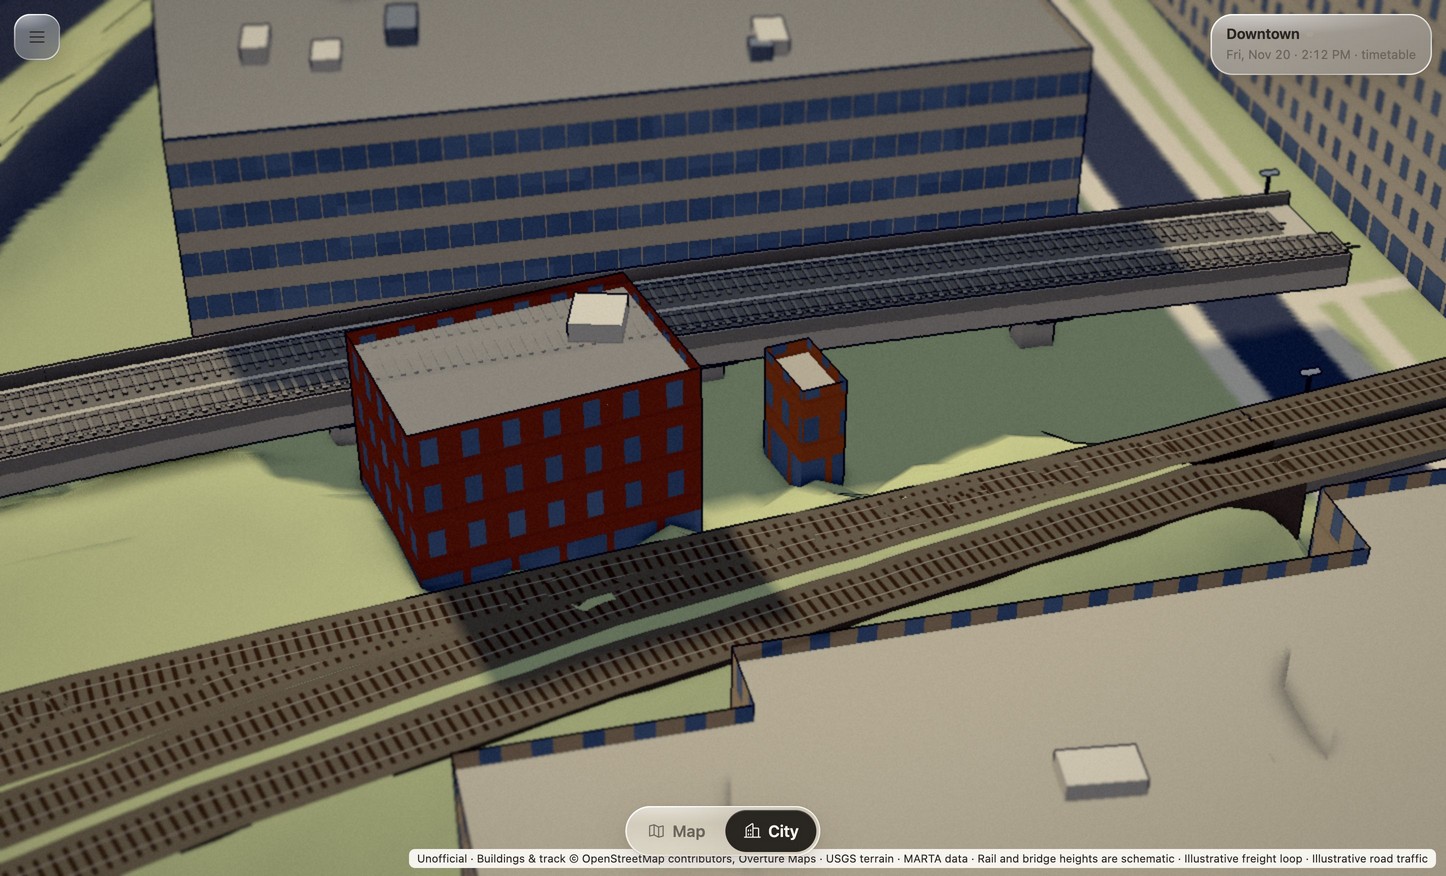 Downtown
Fri, Nov 20 · 2:12 PM · timetable
Map
City
Unofficial · Buildings & track © OpenStreetMap contributors, Overture Maps · USGS terrain · MARTA data · Rail and bridge heights are schematic · Illustrative freight loop · Illustrative road traffic